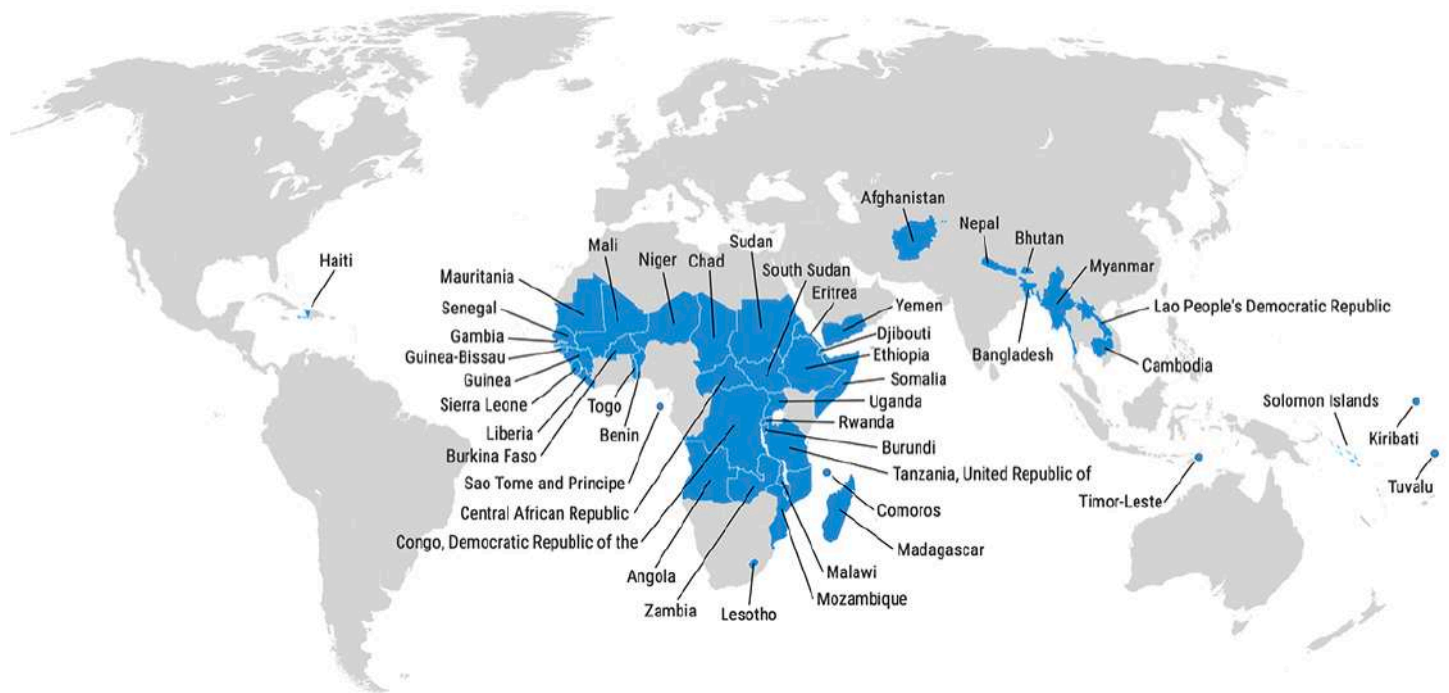 Haiti
Mauritania
Senegal
Gambia
Guinea-Bissau
Guinea
Sierra Leone
Liberia
Burkina Faso
Togo
Benin
Sao Tome and Principe
Central African Republic
Congo, Democratic Republic of the
Angola
Zambia
Lesotho
Mali
Niger
Chad
Sudan
South Sudan
Eritrea
Yemen
Djibouti
Ethiopia
Somalia
Uganda
Rwanda
Burundi
Tanzania, United Republic of
Comoros
Madagascar
Malawi
Mozambique
Afghanistan
Nepal
Bhutan
Myanmar
Lao People's Democratic Republic
Bangladesh
Cambodia
Solomon Islands
Kiribati
Timor-Leste
Tuvalu